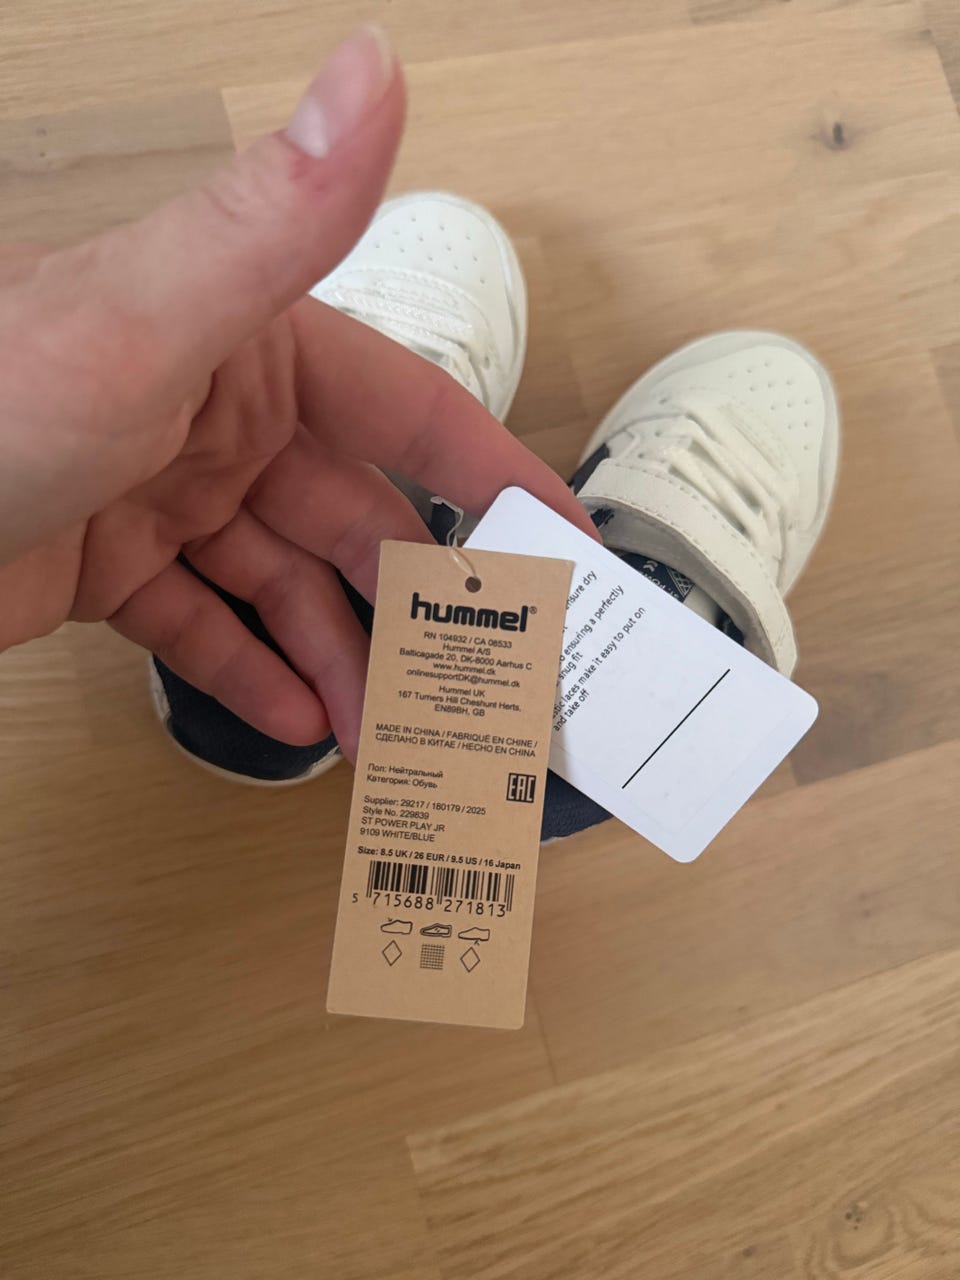 hummel®
RN 104932 / CA 08533
Hummel A/S
Balticagade 20, DK-8000 Aarhus C
www.hummel.dk
onlinesupportDK@hummel.dk
Hummel UK
167 Turners Hill Cheshunt Herts,
EN89BH, GB
MADE IN CHINA / FABRIQUÉ EN CHINE /
СДЕЛАНО В КИТАЕ / HECHO EN CHINA
Пол: Нейтральный
Категория: Обувь
EAC
Supplier: 29217 / 180179 / 2025
Style No. 229839
ST POWER PLAY JR
9109 WHITE/BLUE
Size: 8.5 UK / 26 EUR / 9.5 US / 16 Japan
5 715688 271813
ensure dry
ensuring a perfectly
snug fit
laces make it easy to put on
and take off